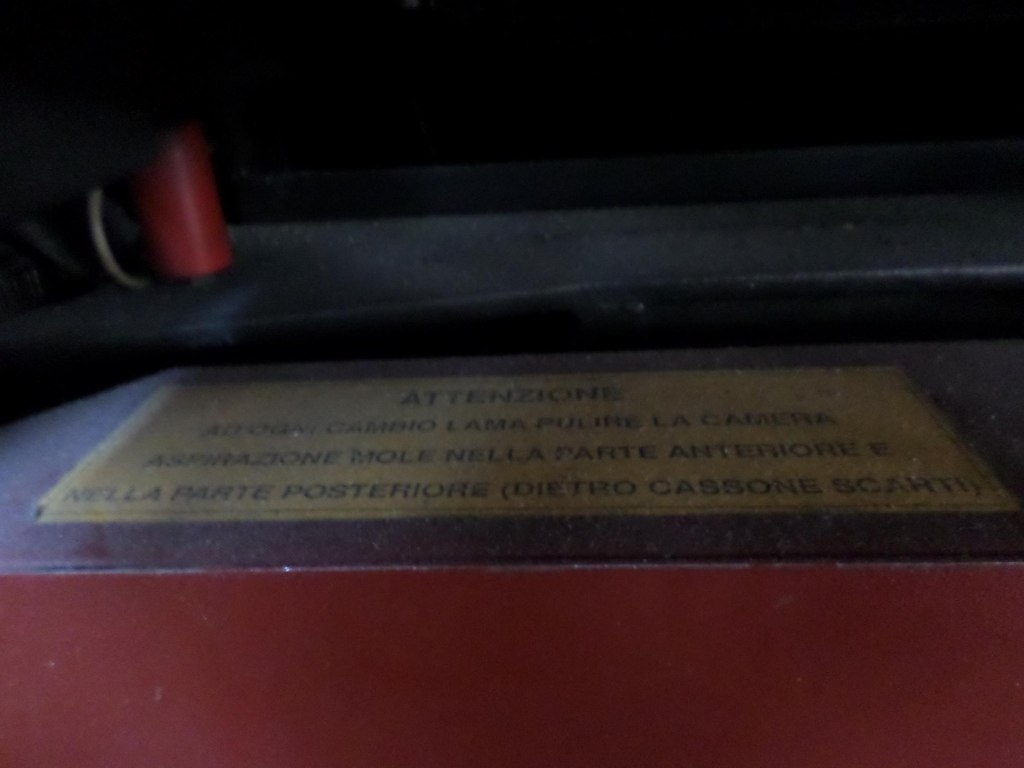 ATTENZIONE
AD OGNI CAMBIO LAMA PULIRE LA CAMERA
ASPIRAZIONE MOLE NELLA PARTE ANTERIORE E
NELLA PARTE POSTERIORE (DIETRO CASSONE SCARTI)